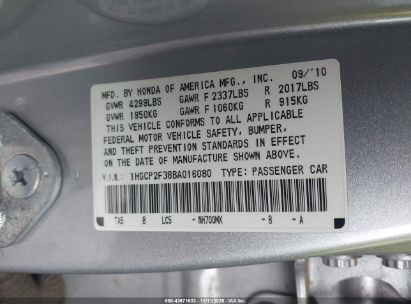 MFD. BY HONDA OF AMERICA MFG., INC. 09/'10
GVWR 4299LBS GAWR F 2337LBS R 2017LBS
GVWR 1950KG GAWR F 1060KG R 915KG
THIS VEHICLE CONFORMS TO ALL APPLICABLE
FEDERAL MOTOR VEHICLE SAFETY, BUMPER,
AND THEFT PREVENTION STANDARDS IN EFFECT
ON THE DATE OF MANUFACTURE SHOWN ABOVE.
V.I.N.: 1HGCP2F38BA016080 TYPE: PASSENGER CAR
TA5 B LC5 - NH700MX - B - A